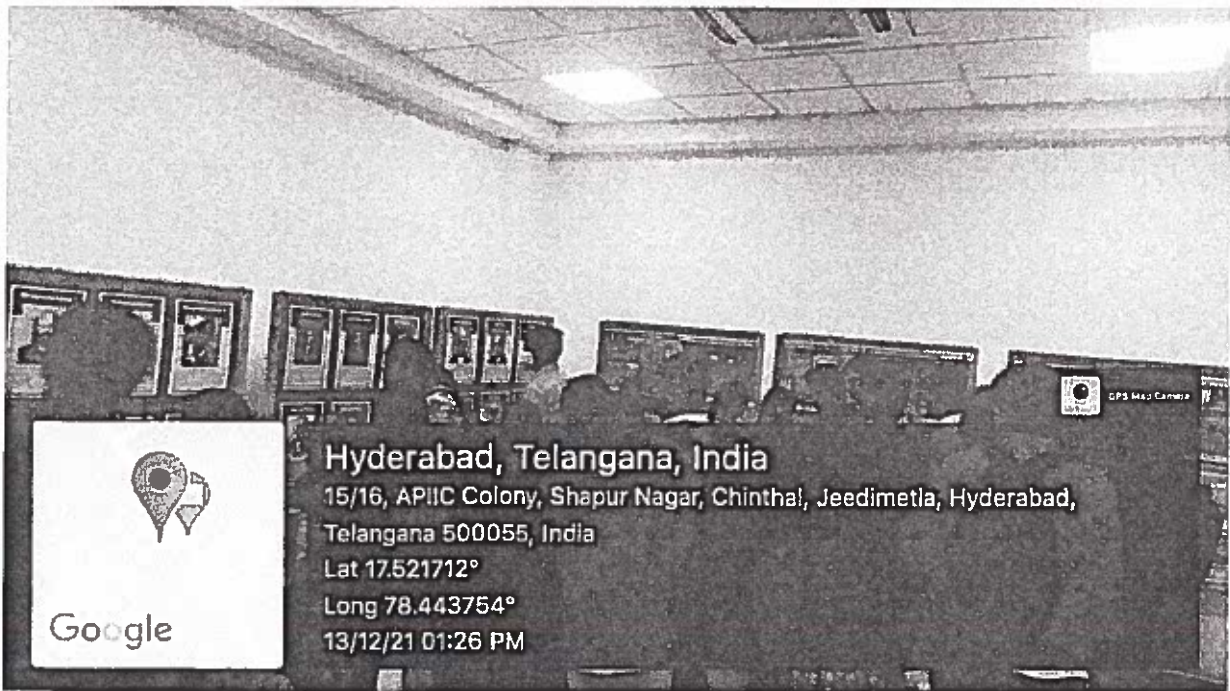 GPS Map Camera
Hyderabad, Telangana, India
15/16, APIIC Colony, Shapur Nagar, Chinthal, Jeedimetla, Hyderabad,
Telangana 500055, India
Lat 17.521712°
Long 78.443754°
13/12/21 01:26 PM
Google